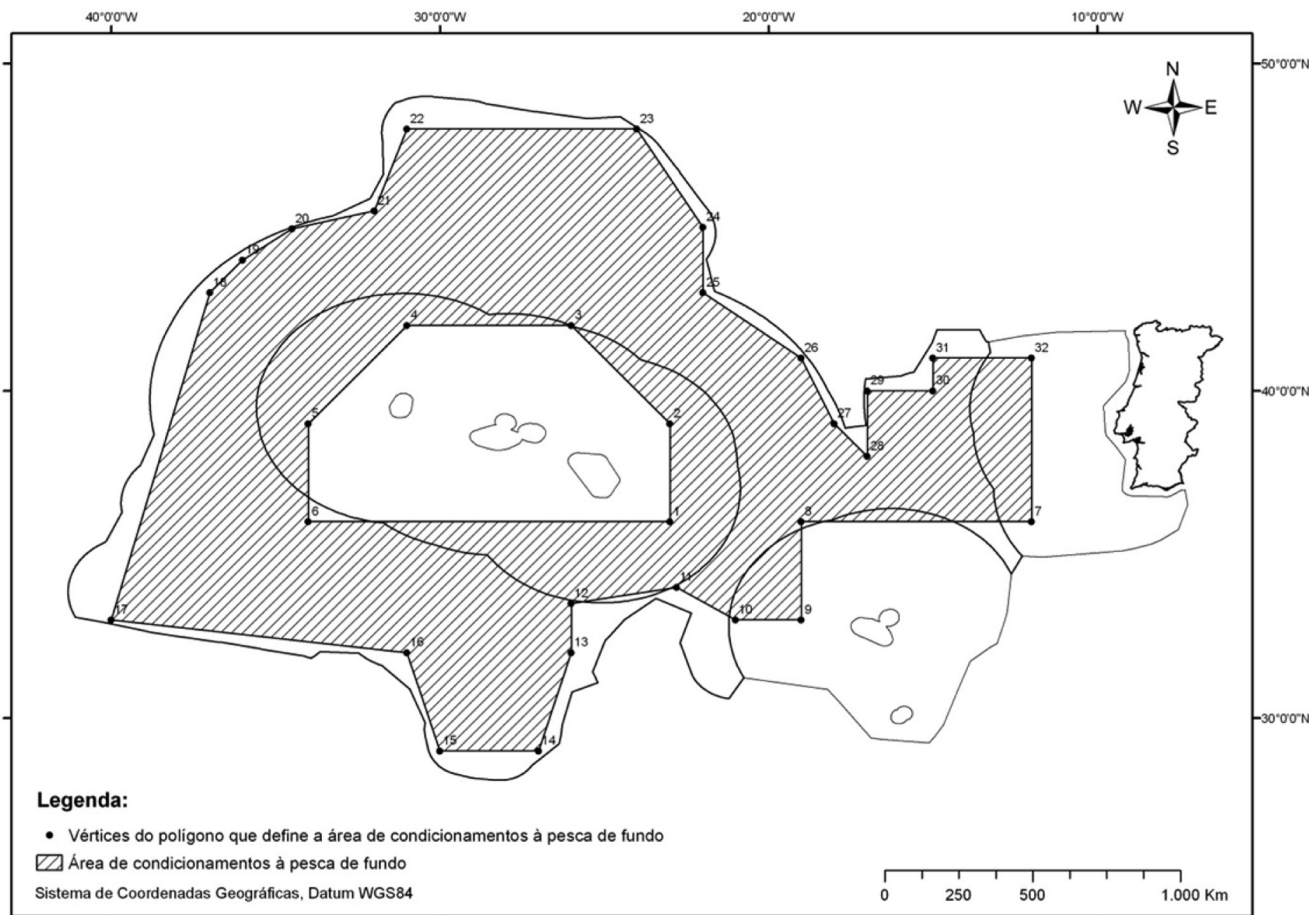 40°0'0"W 30°0'0"W 20°0'0"W 10°0'0"W
50°0'0"N
N
W E
S
22 23
24
20 21
19
18 25
4 3
26
31 32
29 30
40°0'0"N
5 2 27
28
6 1 8 7
11
12
17 10 9
16 13
30°0'0"N
15 14
Legenda:
Vértices do polígono que define a área de condicionamentos à pesca de fundo
Área de condicionamentos à pesca de fundo
Sistema de Coordenadas Geográficas, Datum WGS84
0 250 500 1.000 Km